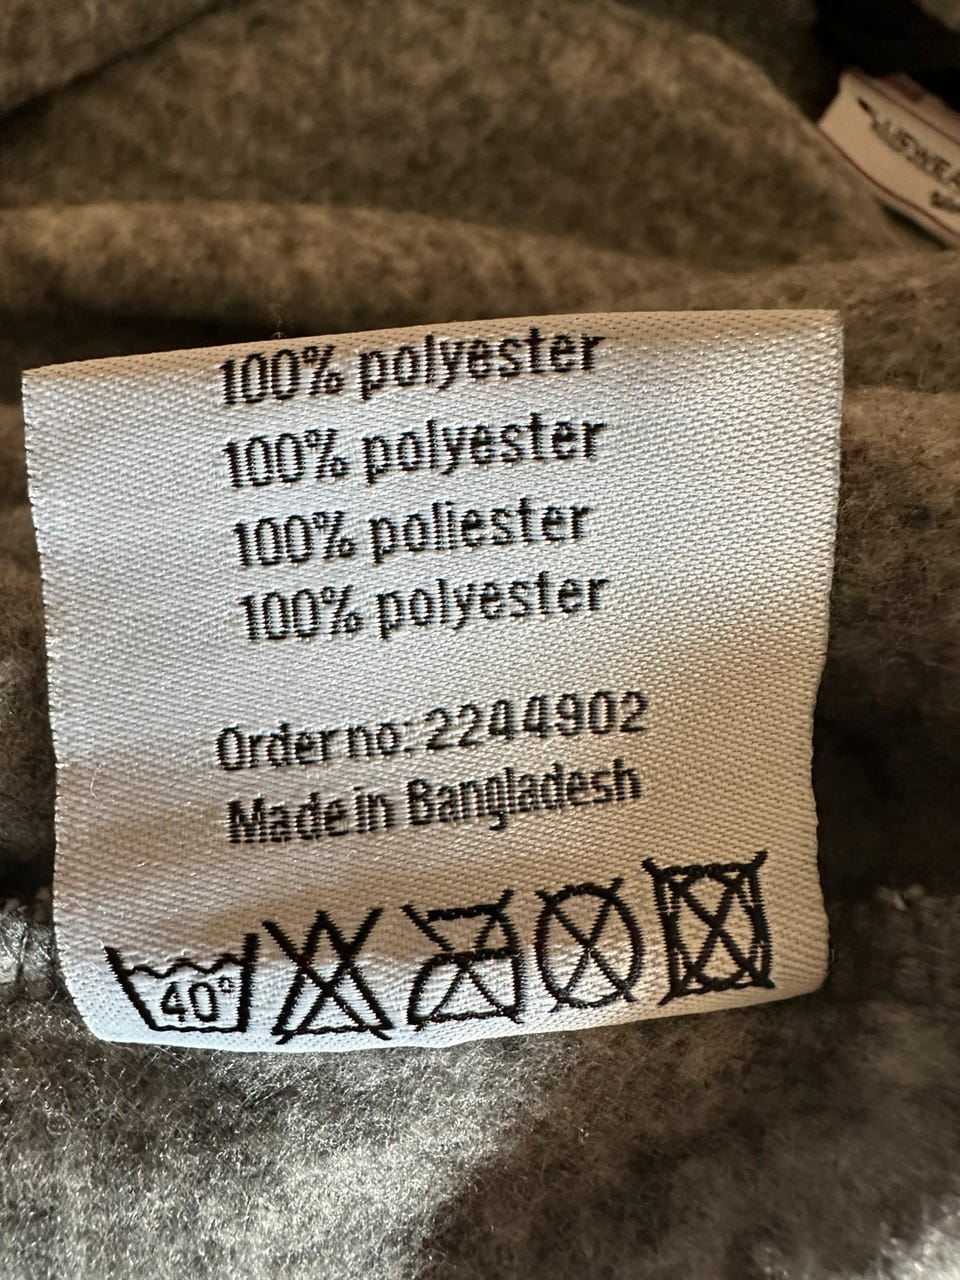 100% polyester
100% polyester
100% poliester
100% polyester
Order no: 2244902
Made in Bangladesh
40°